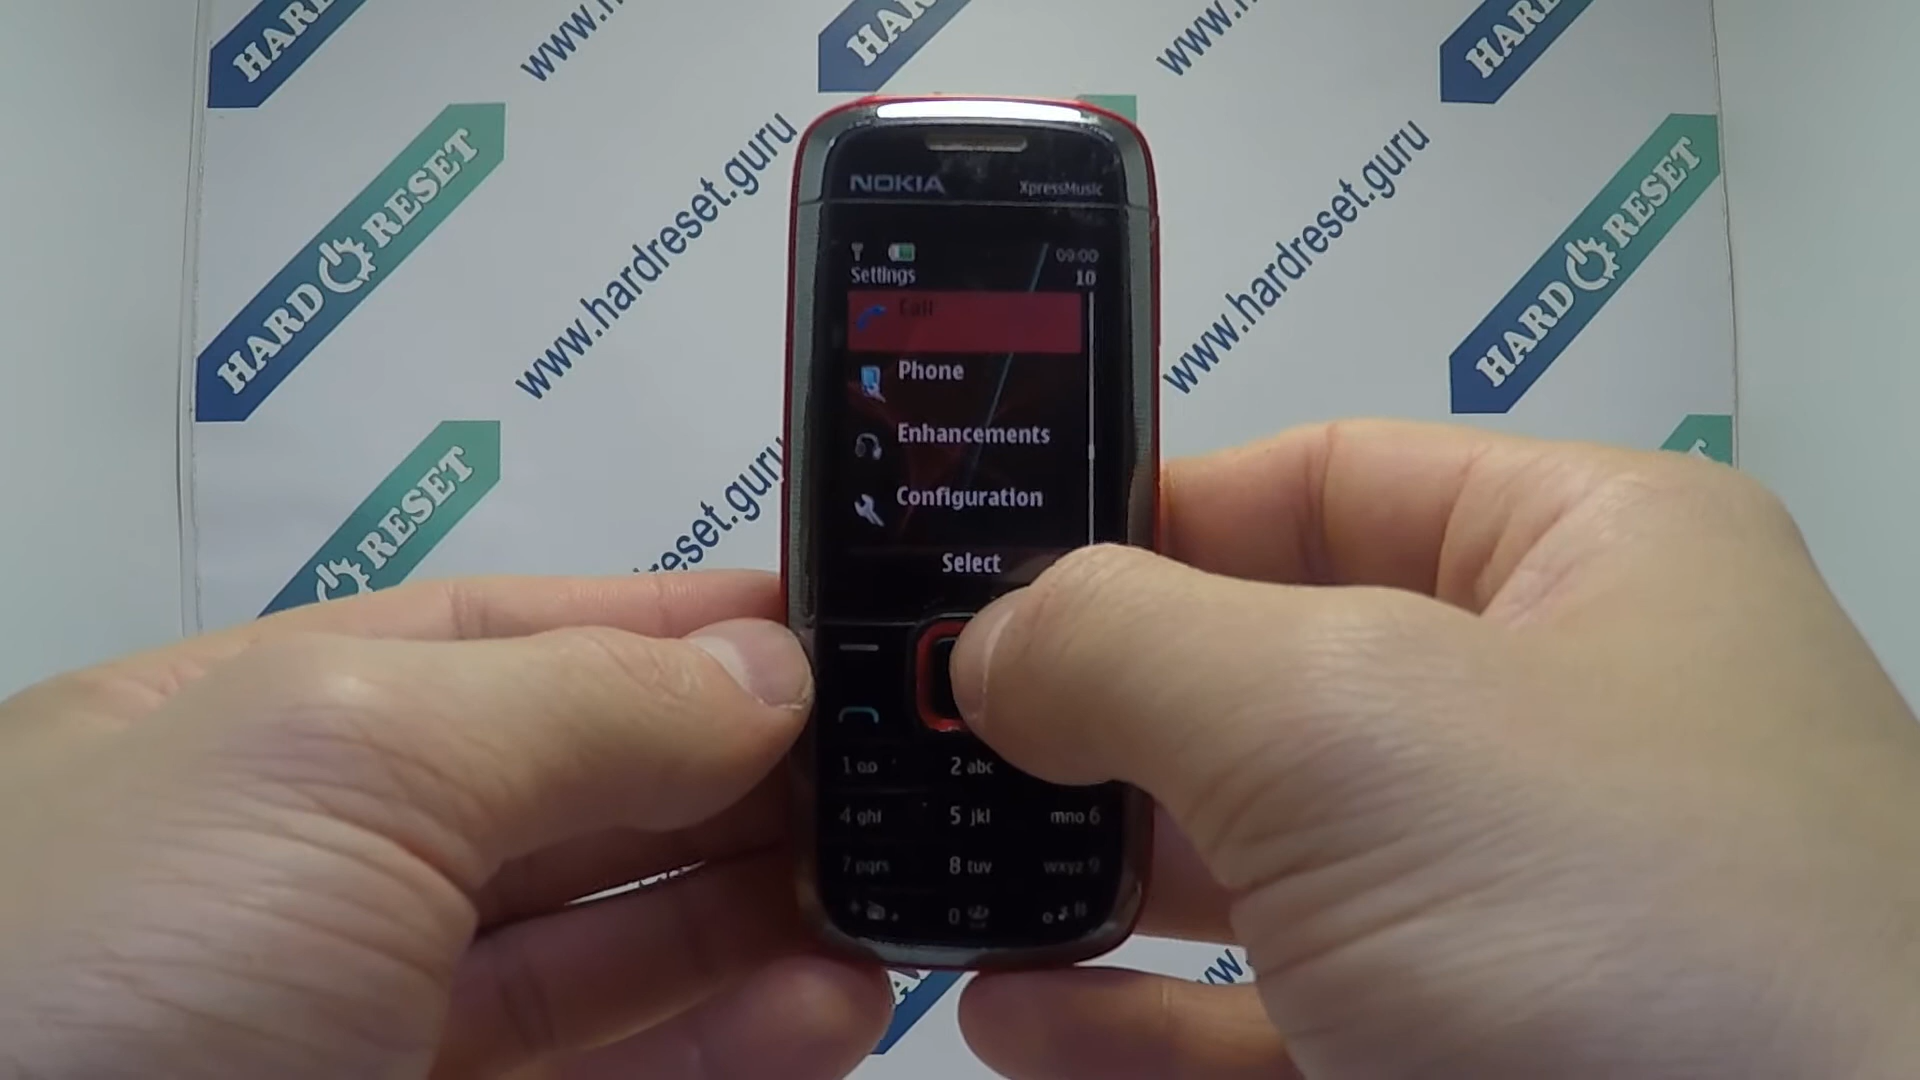 HARD RESET
www.hardreset.guru
HARD RESET
www.hardreset.guru
HARD RESET
RESET
NOKIA XpressMusic
09:00
Settings 10
Call
Phone
Enhancements
Configuration
Select
1
2 abc
4 ghi
5 jkl
mno 6
7 pqrs
8 tuv
wxyz 9
0